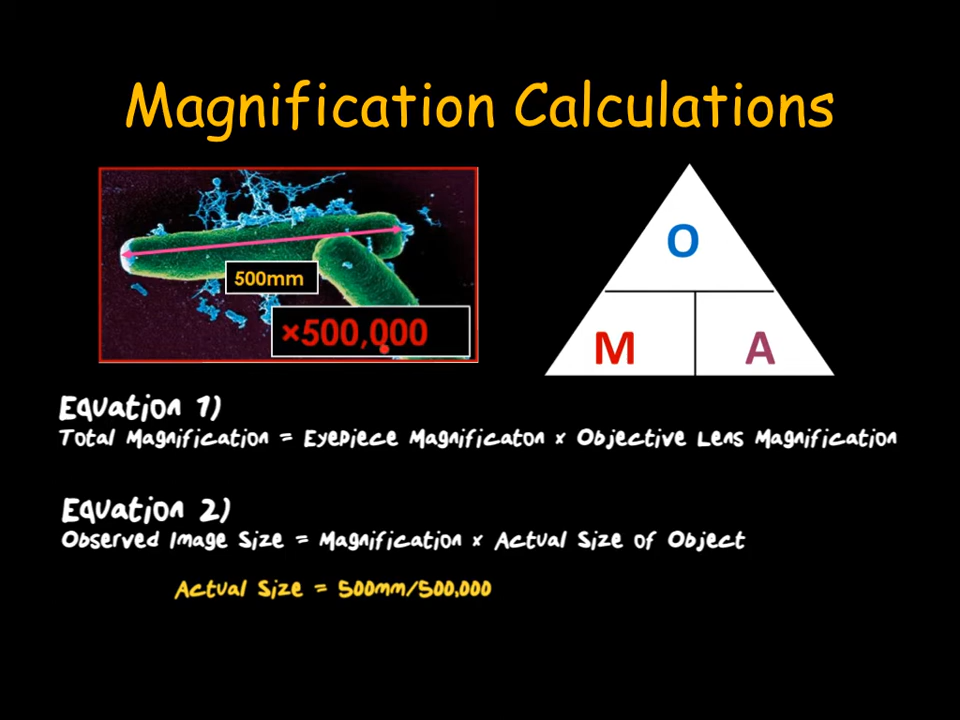 Magnification Calculations
500mm
×500,000
O
M A
Equation 1)
Total Magnification = Eyepiece Magnificaton × Objective Lens Magnification
Equation 2)
Observed Image Size = Magnification × Actual Size of Object
Actual Size = 500mm/500,000